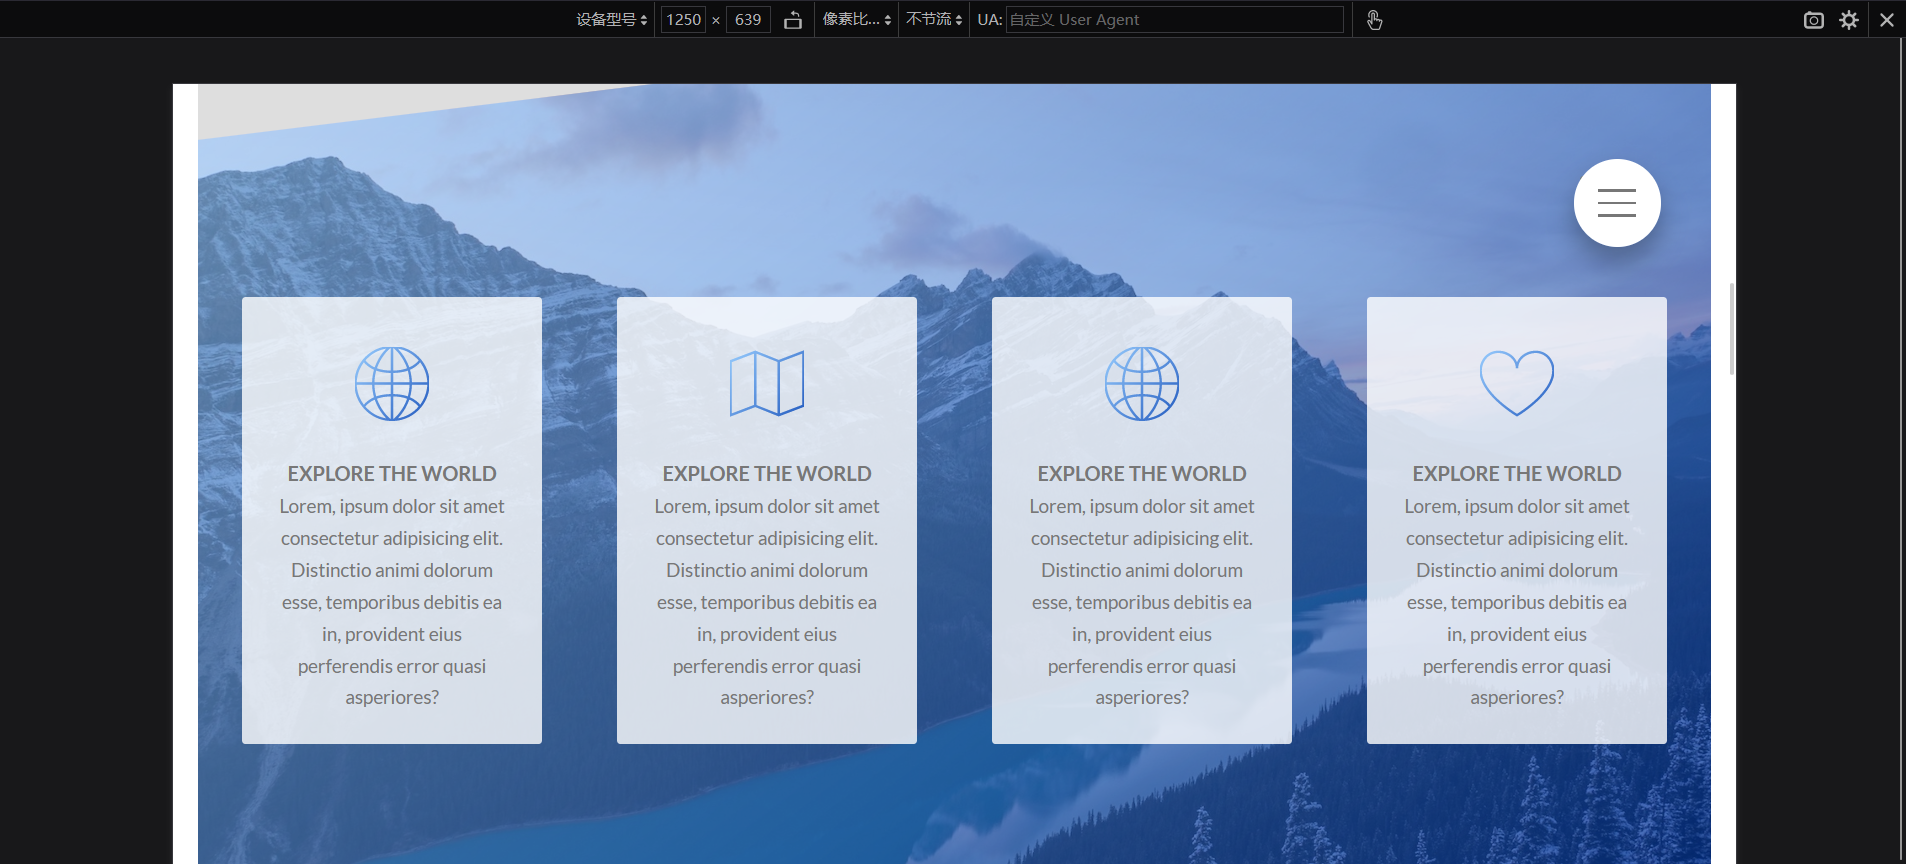 设备型号 1250 × 639 像素比... 不节流 UA: 自定义 User Agent
EXPLORE THE WORLD
Lorem, ipsum dolor sit amet
consectetur adipisicing elit.
Distinctio animi dolorum
esse, temporibus debitis ea
in, provident eius
perferendis error quasi
asperiores?
EXPLORE THE WORLD
Lorem, ipsum dolor sit amet
consectetur adipisicing elit.
Distinctio animi dolorum
esse, temporibus debitis ea
in, provident eius
perferendis error quasi
asperiores?
EXPLORE THE WORLD
Lorem, ipsum dolor sit amet
consectetur adipisicing elit.
Distinctio animi dolorum
esse, temporibus debitis ea
in, provident eius
perferendis error quasi
asperiores?
EXPLORE THE WORLD
Lorem, ipsum dolor sit amet
consectetur adipisicing elit.
Distinctio animi dolorum
esse, temporibus debitis ea
in, provident eius
perferendis error quasi
asperiores?